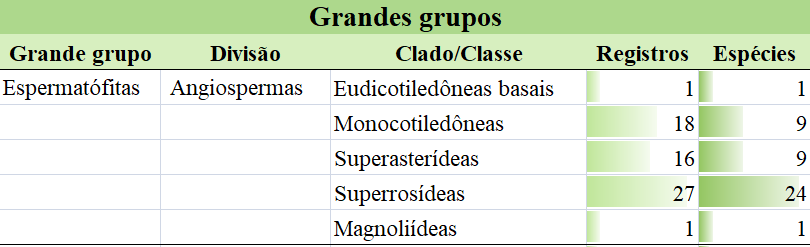 Grandes grupos
Grande grupo Divisão Clado/Classe Registros Espécies
Espermatófitas Angiospermas Eudicotiledôneas basais 1 1
Monocotiledôneas 18 9
Superasterídeas 16 9
Superrosídeas 27 24
Magnoliídeas 1 1